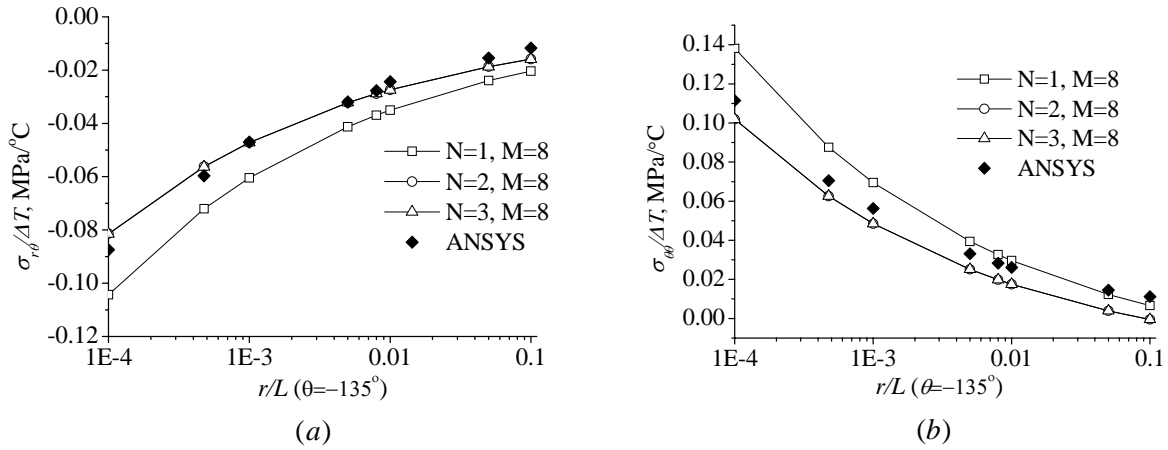 0.00
-0.02
-0.04
-0.06
-0.08
-0.10
-0.12
σrθ/ΔT, MPa/°C
N=1, M=8
N=2, M=8
N=3, M=8
ANSYS
1E-4 1E-3 0.01 0.1
r/L (θ=−135°)
(a)
0.14
0.12
0.10
0.08
0.06
0.04
0.02
0.00
σθθ/ΔT, MPa/°C
N=1, M=8
N=2, M=8
N=3, M=8
ANSYS
1E-4 1E-3 0.01 0.1
r/L (θ=−135°)
(b)